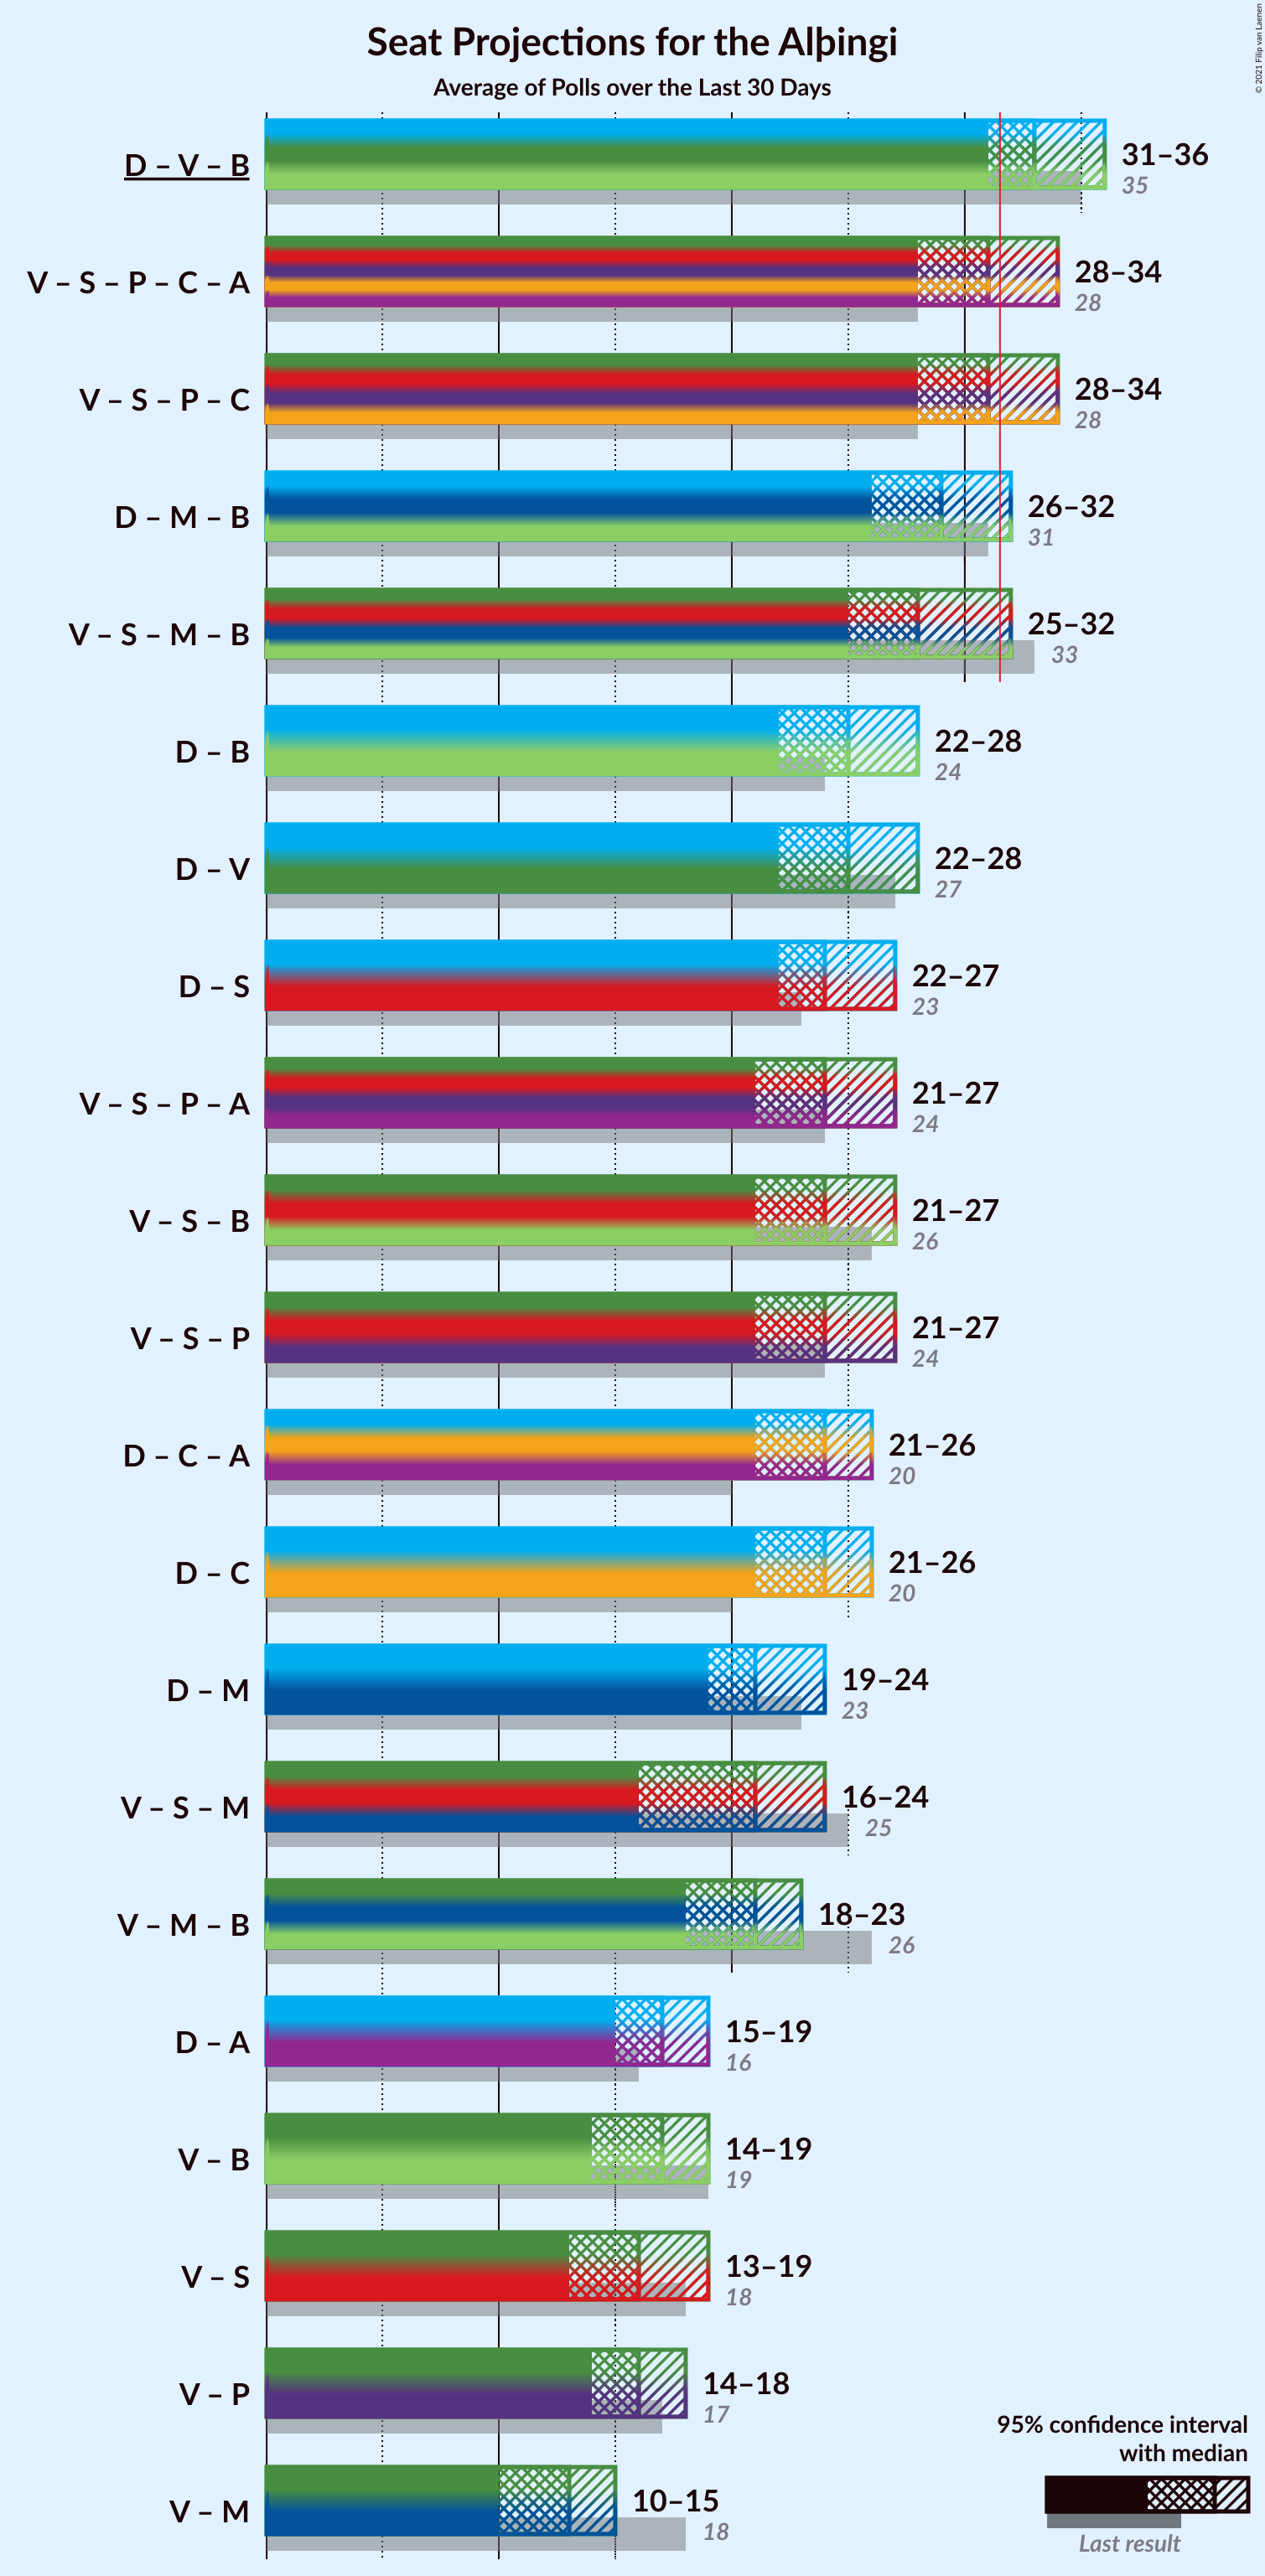 Seat Projections for the Alþingi
Average of Polls over the Last 30 Days
© 2021 Filip van Laenen
D – V – B
31–36
35
V – S – P – C – A
28–34
28
V – S – P – C
28–34
28
D – M – B
26–32
31
V – S – M – B
25–32
33
D – B
22–28
24
D – V
22–28
27
D – S
22–27
23
V – S – P – A
21–27
24
V – S – B
21–27
26
V – S – P
21–27
24
D – C – A
21–26
20
D – C
21–26
20
D – M
19–24
23
V – S – M
16–24
25
V – M – B
18–23
26
D – A
15–19
16
V – B
14–19
19
V – S
13–19
18
V – P
14–18
17
V – M
10–15
18
95% confidence interval
with median
Last result